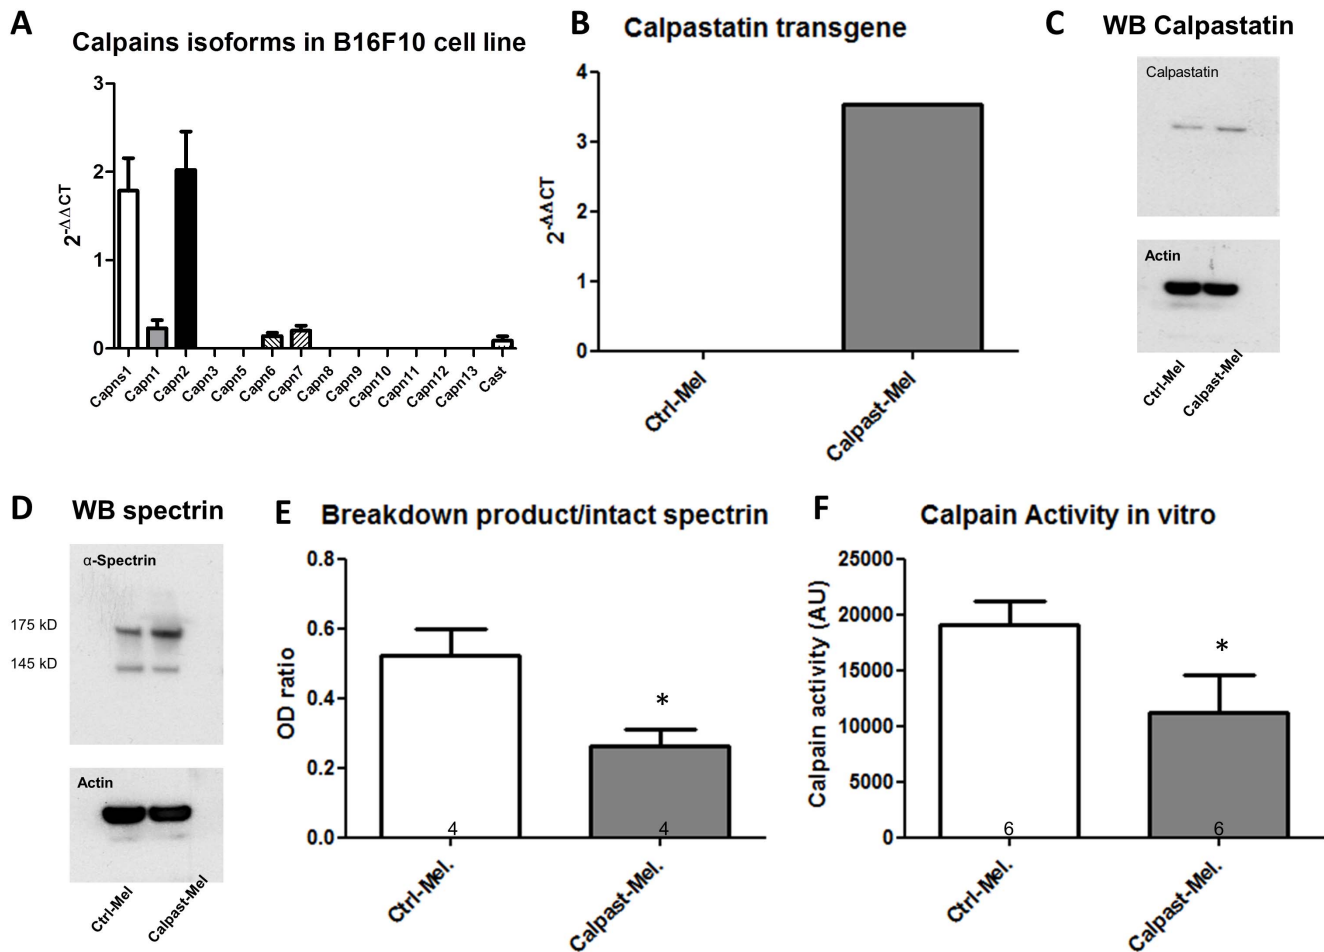 A
Calpains isoforms in B16F10 cell line
3
2
1
0
2-ΔΔCT
Capns1
Capn1
Capn2
Capn3
Capn5
Capn6
Capn7
Capn8
Capn9
Capn10
Capn11
Capn12
Capn13
Cast
B
Calpastatin transgene
4
3
2
1
0
2-ΔΔCT
Ctrl-Mel
Calpast-Mel
C
WB Calpastatin
Calpastatin
Actin
Ctrl-Mel
Calpast-Mel
D
WB spectrin
α-Spectrin
175 kD
145 kD
Actin
Ctrl-Mel
Calpast-Mel
E
Breakdown product/intact spectrin
0.8
0.6
0.4
0.2
0.0
OD ratio
*
4
4
Ctrl-Mel.
Calpast-Mel.
F
Calpain Activity in vitro
25000
20000
15000
10000
5000
0
Calpain activity (AU)
*
6
6
Ctrl-Mel.
Calpast-Mel.